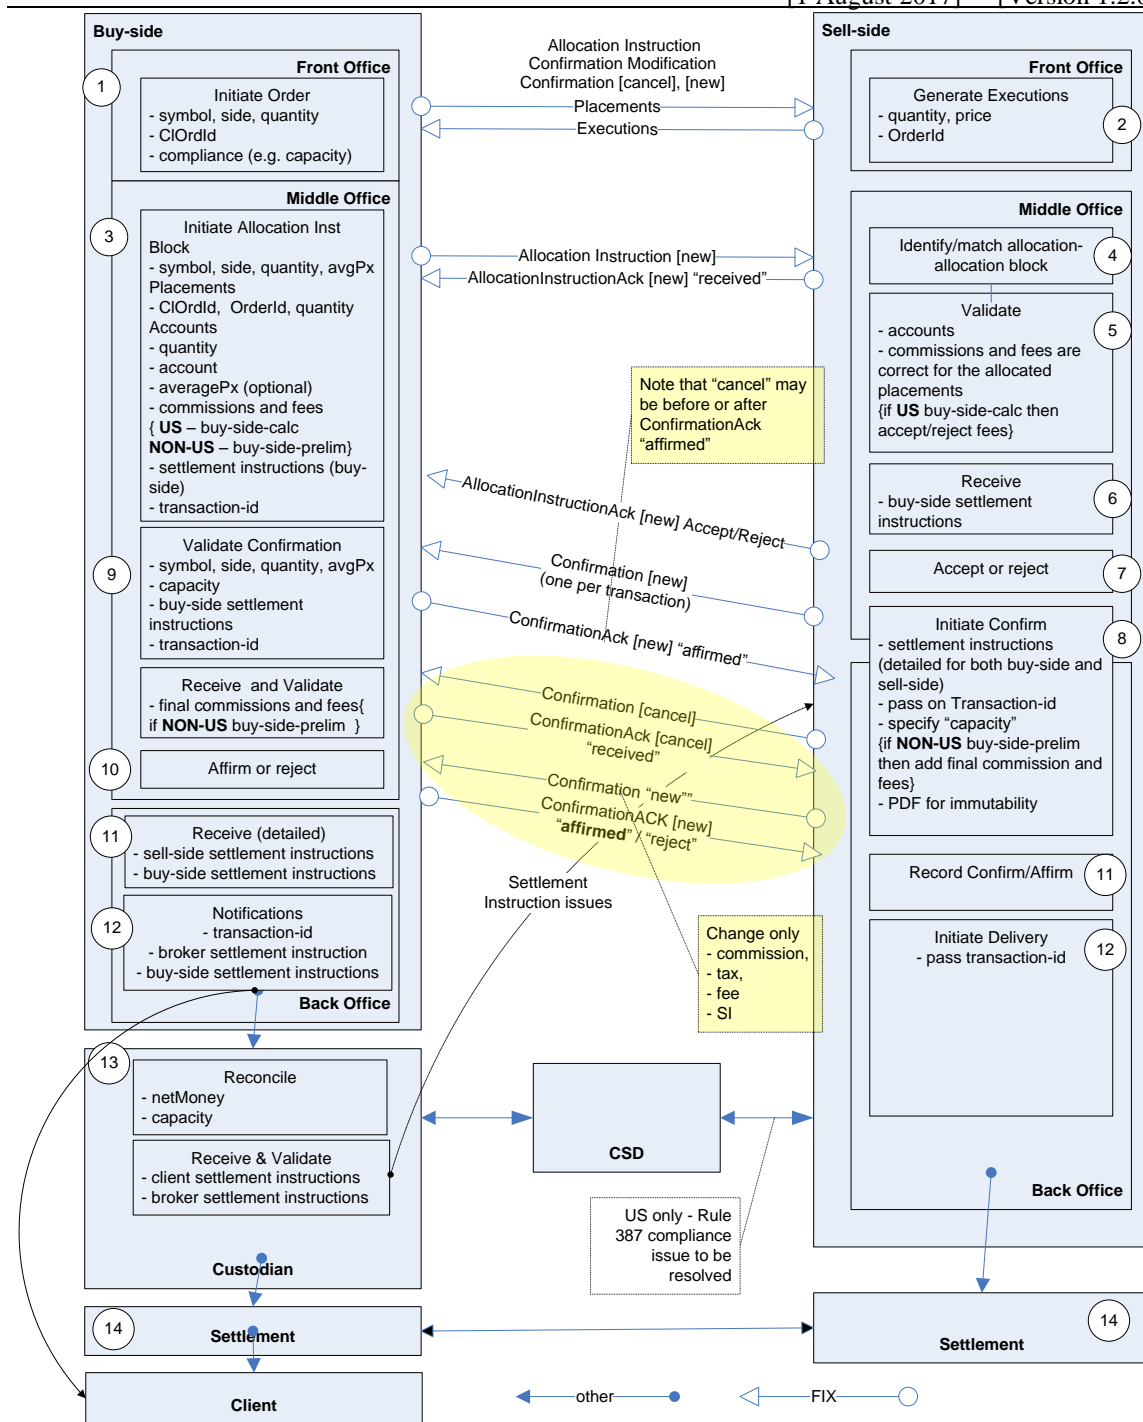 [1 August 2017]    [Version 1.2.0
Buy-side
Front Office
1
Initiate Order
- symbol, side, quantity
- ClOrdId
- compliance (e.g. capacity)
Middle Office
3
Initiate Allocation Inst
Block
- symbol, side, quantity, avgPx
Placements
- ClOrdId,  OrderId, quantity
Accounts
- quantity
- account
- averagePx (optional)
- commissions and fees
{ US – buy-side-calc
NON-US – buy-side-prelim}
- settlement instructions (buy-
side)
- transaction-id
9
Validate Confirmation
- symbol, side, quantity, avgPx
- capacity
- buy-side settlement
instructions
- transaction-id
Receive  and Validate
- final commissions and fees{
if NON-US buy-side-prelim  }
10
Affirm or reject
11
Receive (detailed)
- sell-side settlement instructions
- buy-side settlement instructions
12
Notifications
- transaction-id
- broker settlement instruction
- buy-side settlement instructions
Back Office
13
Reconcile
- netMoney
- capacity
Receive & Validate
- client settlement instructions
- broker settlement instructions
Custodian
14
Settlement
Client
Allocation Instruction
Confirmation Modification
Confirmation [cancel], [new]
Placements
Executions
Allocation Instruction [new]
AllocationInstructionAck [new] “received”
Note that “cancel” may
be before or after
ConfirmationAck
“affirmed”
AllocationInstructionAck [new] Accept/Reject
Confirmation [new]
(one per transaction)
ConfirmationAck [new] “affirmed”
Confirmation [cancel]
ConfirmationAck [cancel]
“received”
Confirmation “new””
ConfirmationACK [new]
“affirmed” / “reject”
Settlement
Instruction issues
Change only
- commission,
- tax,
- fee
- SI
CSD
US only - Rule
387 compliance
issue to be
resolved
other
FIX
Sell-side
Front Office
Generate Executions
- quantity, price
- OrderId
2
Middle Office
Identify/match allocation-
allocation block
4
Validate
- accounts
- commissions and fees are
correct for the allocated
placements
{if US buy-side-calc then
accept/reject fees}
5
Receive
- buy-side settlement
instructions
6
Accept or reject
7
Initiate Confirm
- settlement instructions
(detailed for both buy-side and
sell-side)
- pass on Transaction-id
- specify “capacity”
{if NON-US buy-side-prelim
then add final commission and
fees}
- PDF for immutability
8
Record Confirm/Affirm
11
Initiate Delivery
- pass transaction-id
12
Back Office
14
Settlement